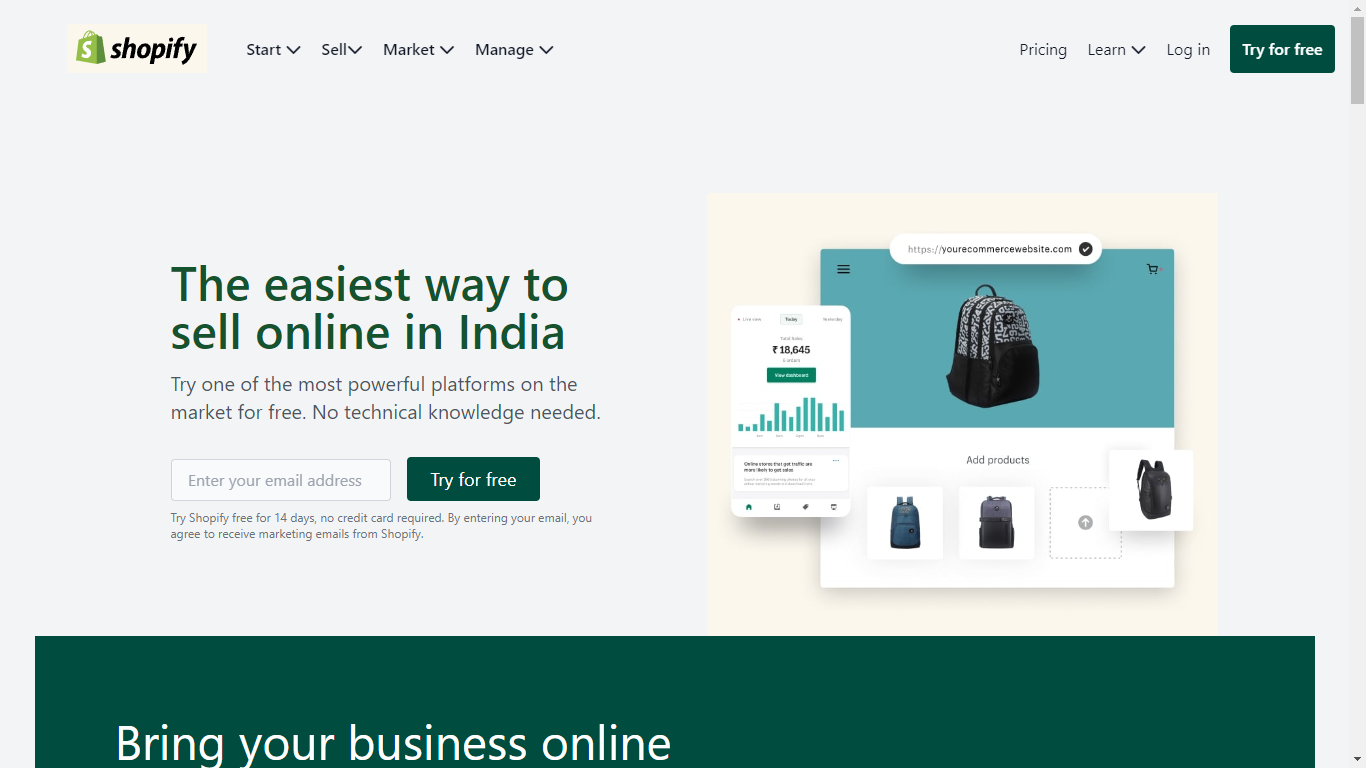 shopify
Start
Sell
Market
Manage
Pricing
Learn
Log in
Try for free
The easiest way to
sell online in India
Try one of the most powerful platforms on the
market for free. No technical knowledge needed.
Enter your email address
Try for free
Try Shopify free for 14 days, no credit card required. By entering your email, you
agree to receive marketing emails from Shopify.
https://yourecommercewebsite.com
Live view
Today
Yesterday
Total Sales
₹ 18,645
View dashboard
Online stores that get traffic are
more likely to get sales
Add products
Bring your business online